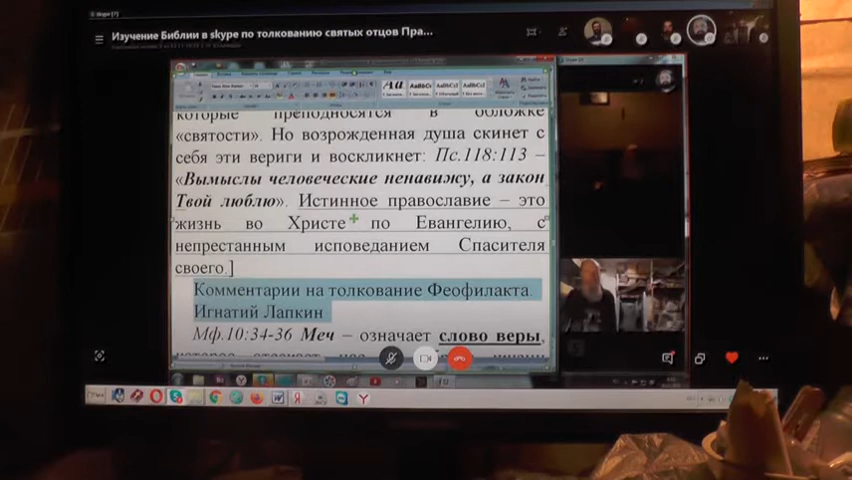 Изучение Библии в skype по толкованию святых отцов Пра...
которые преподносятся в обложке
«святости». Но возрожденная душа скинет с
себя эти вериги и воскликнет: Пс.118:113 –
«Вымыслы человеческие ненавижу, а закон
Твой люблю». Истинное православие – это
жизнь во Христе по Евангелию, с
непрестанным исповеданием Спасителя
своего.]
Комментарии на толкование Феофилакта.
Игнатий Лапкин
Мф.10:34-36 Меч – означает слово веры,